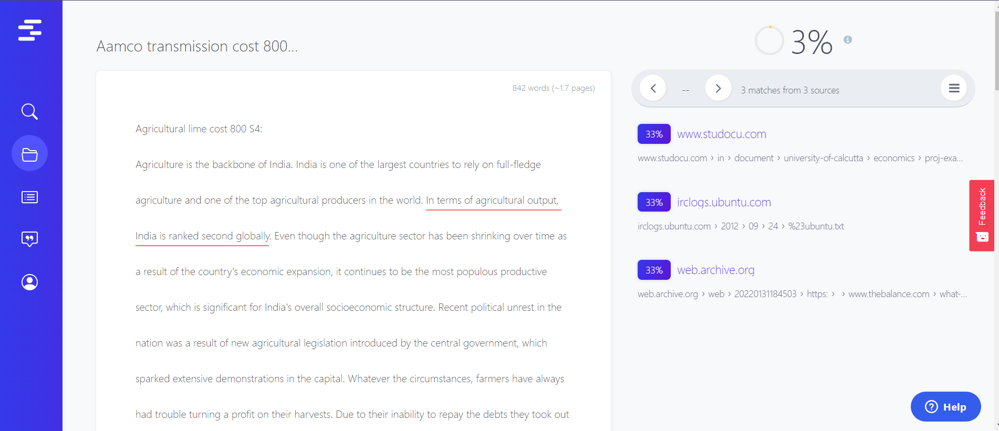 Aamco transmission cost 800...
3%
842 words (~1.7 pages)
--
3 matches from 3 sources
Agricultural lime cost 800 S4:
Agriculture is the backbone of India. India is one of the largest countries to rely on full-fledge
agriculture and one of the top agricultural producers in the world. In terms of agricultural output,
India is ranked second globally. Even though the agriculture sector has been shrinking over time as
a result of the country's economic expansion, it continues to be the most populous productive
sector, which is significant for India's overall socioeconomic structure. Recent political unrest in the
nation was a result of new agricultural legislation introduced by the central government, which
sparked extensive demonstrations in the capital. Whatever the circumstances, farmers have always
had trouble turning a profit on their harvests. Due to their inability to repay the debts they took out
33% www.studocu.com
www.studocu.com › in › document › university-of-calcutta › economics › proj-exa...
33% irclogs.ubuntu.com
irclogs.ubuntu.com › 2012 › 09 › 24 › %23ubuntu.txt
33% web.archive.org
web.archive.org › web › 20220131184503 › https: › › www.thebalance.com › what-...
Feedback
Help